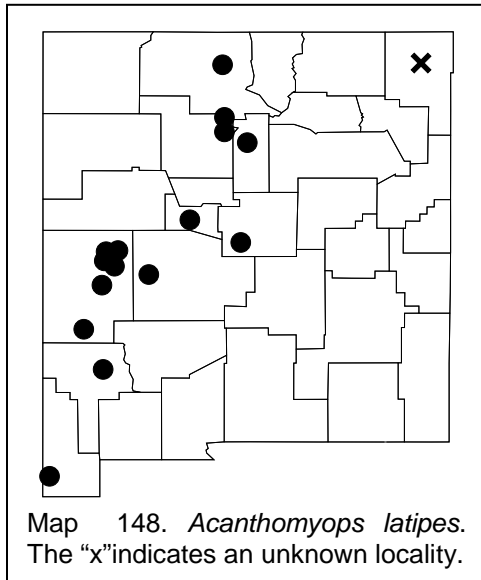 Map 148. Acanthomyops latipes.
The “x”indicates an unknown locality.